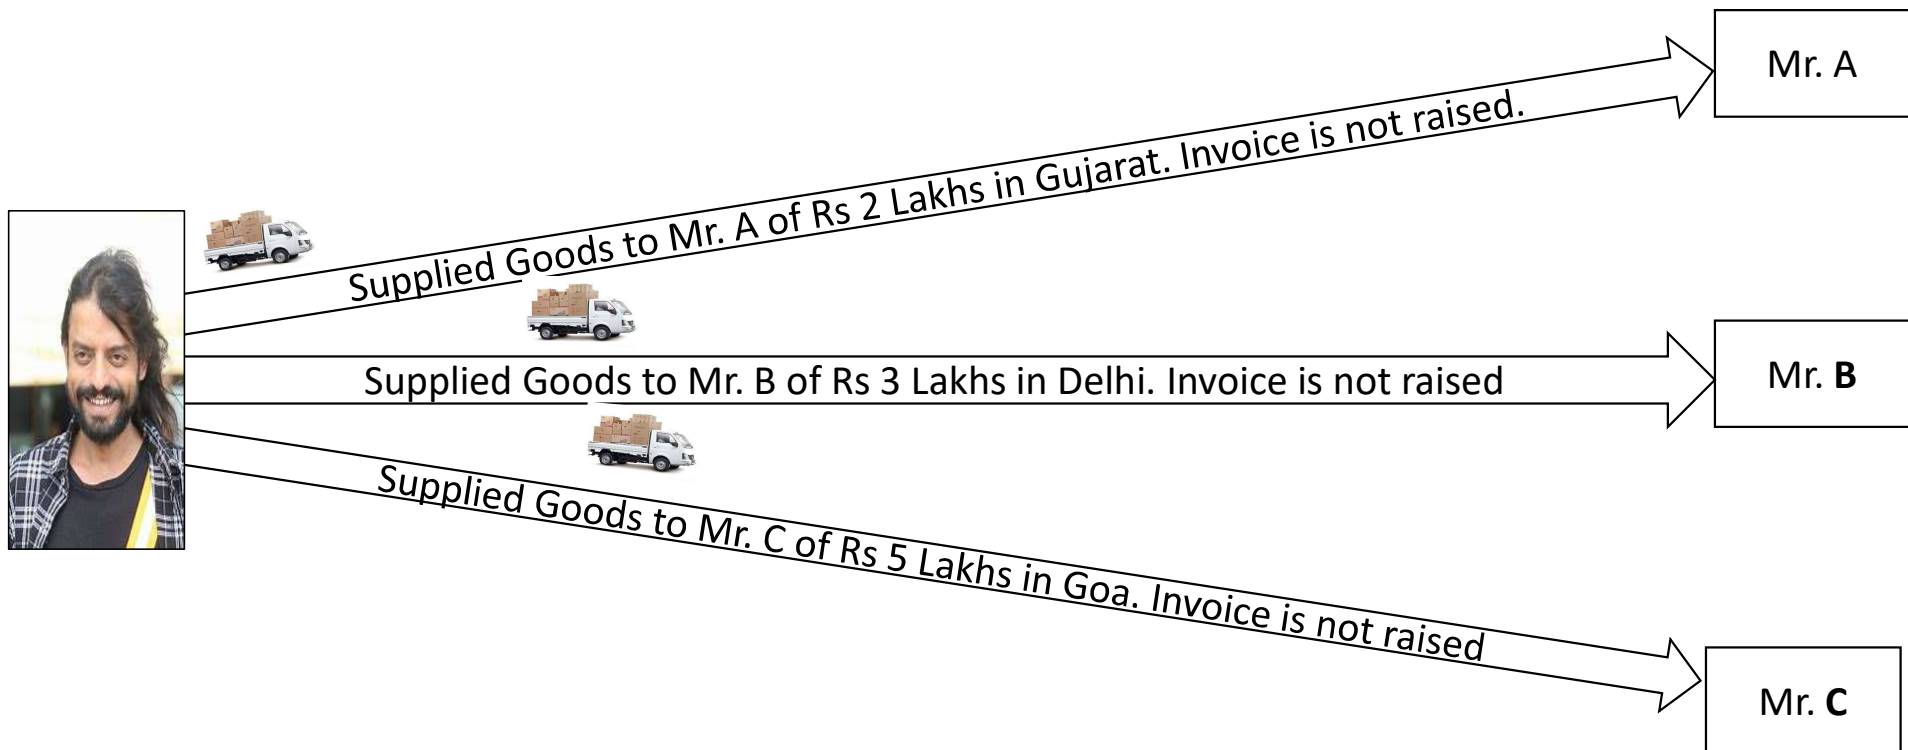 Mr. A
Supplied Goods to Mr. A of Rs 2 Lakhs in Gujarat. Invoice is not raised.
Supplied Goods to Mr. B of Rs 3 Lakhs in Delhi. Invoice is not raised
Mr. B
Supplied Goods to Mr. C of Rs 5 Lakhs in Goa. Invoice is not raised
Mr. C